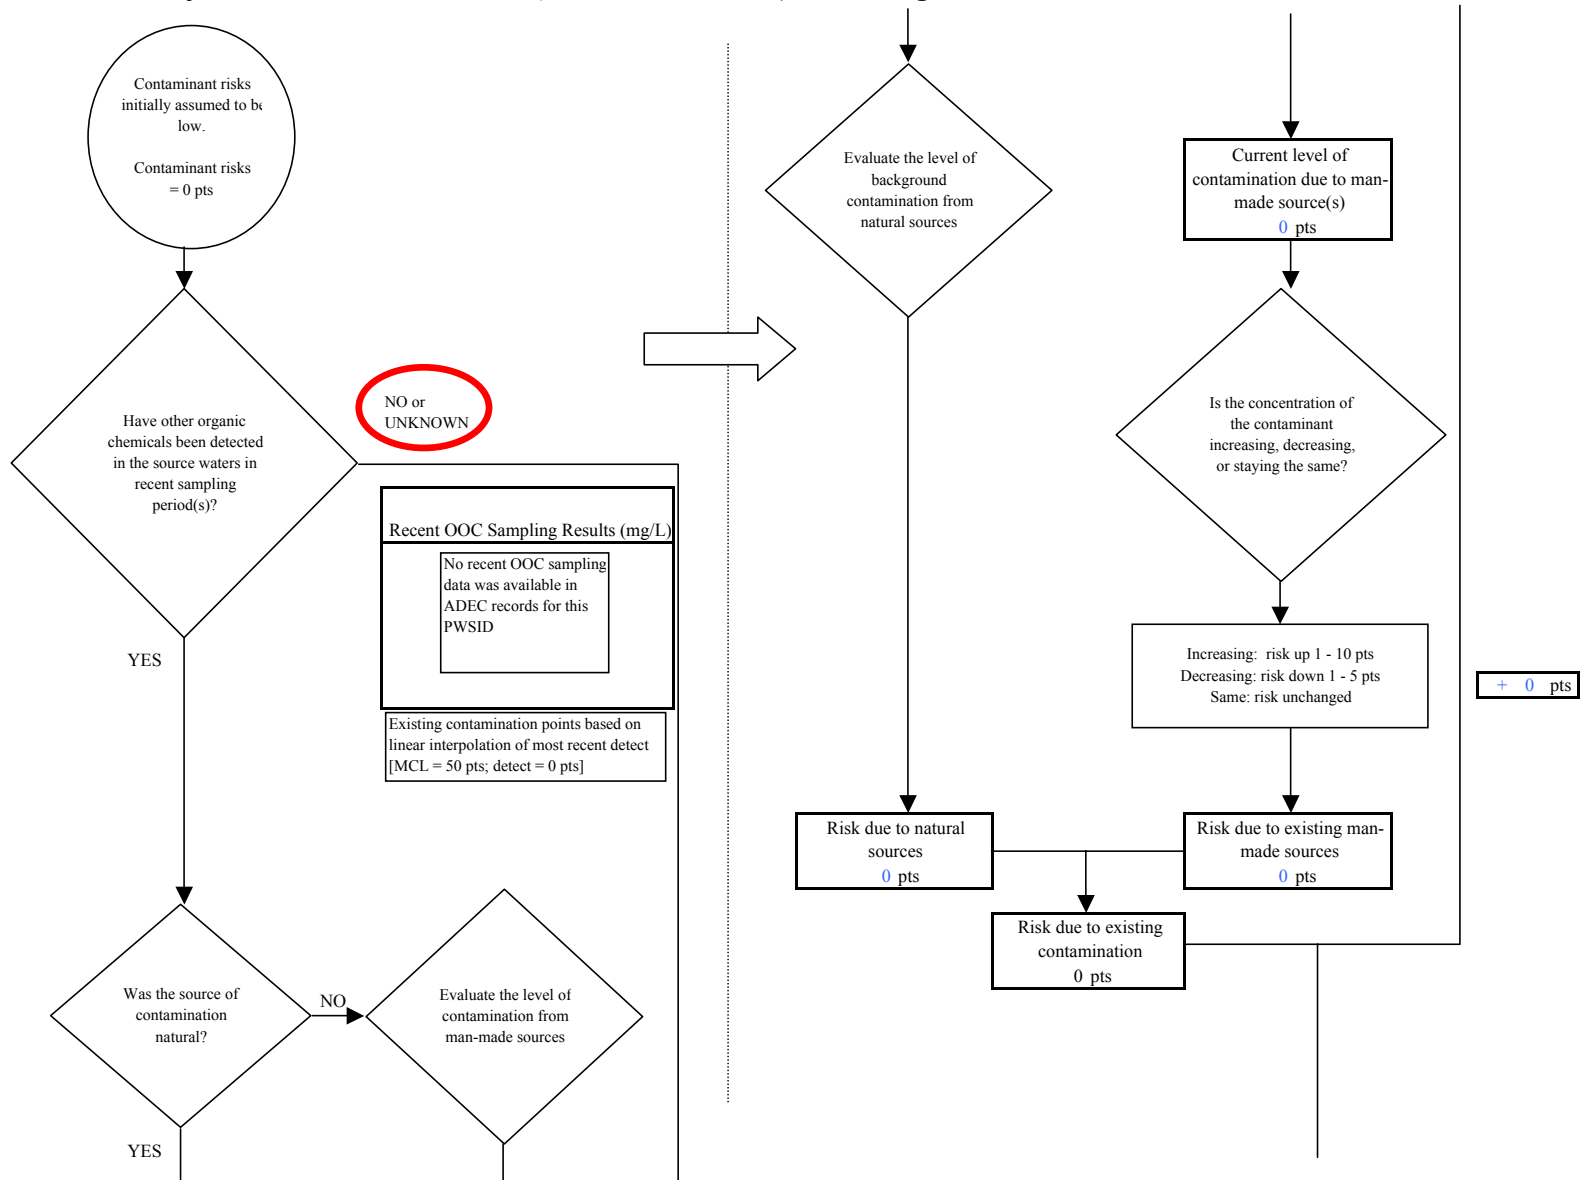 Contaminant risks
initially assumed to be
low.
Contaminant risks
= 0 pts
Have other organic
chemicals been detected
in the source waters in
recent sampling
period(s)?
NO or
UNKNOWN
Recent OOC Sampling Results (mg/L)
No recent OOC sampling
data was available in
ADEC records for this
PWSID
Existing contamination points based on
linear interpolation of most recent detect
[MCL = 50 pts; detect = 0 pts]
YES
Was the source of
contamination
natural?
NO
Evaluate the level of
contamination from
man-made sources
YES
Evaluate the level of
background
contamination from
natural sources
Current level of
contamination due to man-
made source(s)
0 pts
Is the concentration of
the contaminant
increasing, decreasing,
or staying the same?
Increasing: risk up 1 - 10 pts
Decreasing: risk down 1 - 5 pts
Same: risk unchanged
+ 0 pts
Risk due to natural
sources
0 pts
Risk due to existing man-
made sources
0 pts
Risk due to existing
contamination
0 pts